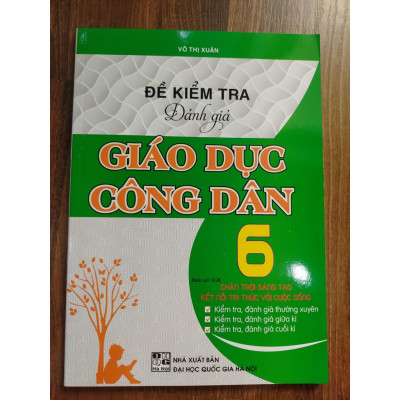 VÕ THỊ XUÂN
ĐỀ KIỂM TRA
Đánh giá
GIÁO DỤC
CÔNG DÂN
6
CHÂN TRỜI SÁNG TẠO
KẾT NỐI TRI THỨC VỚI CUỘC SỐNG
Kiểm tra, đánh giá thường xuyên
Kiểm tra, đánh giá giữa kì
Kiểm tra, đánh giá cuối kì
Hà Nội
NHÀ XUẤT BẢN
ĐẠI HỌC QUỐC GIA HÀ NỘI